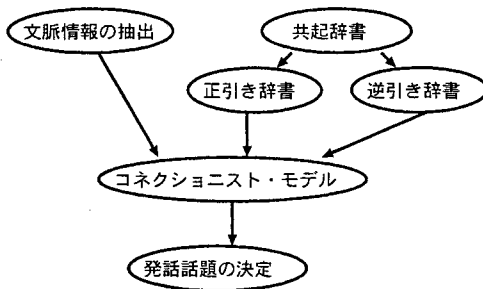 文脈情報の抽出
共起辞書
正引き辞書
逆引き辞書
コネクショニスト・モデル
発話話題の決定